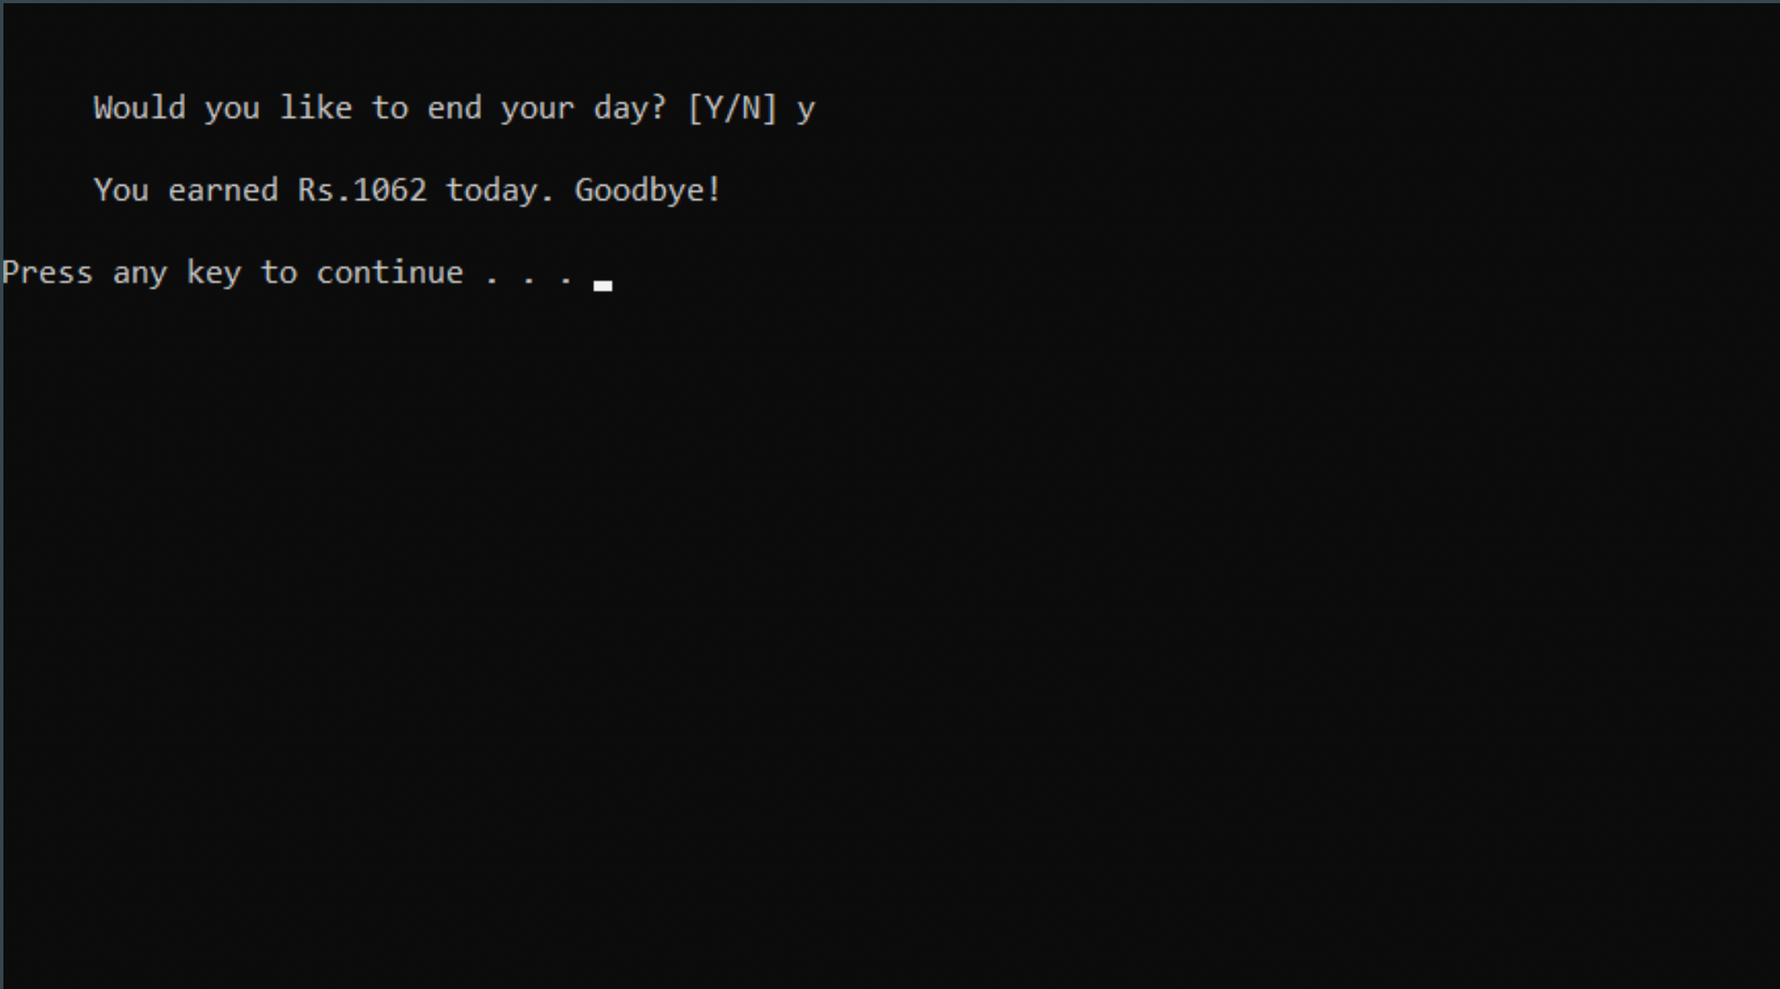 Would you like to end your day? [Y/N] y
You earned Rs.1062 today. Goodbye!
Press any key to continue . . .